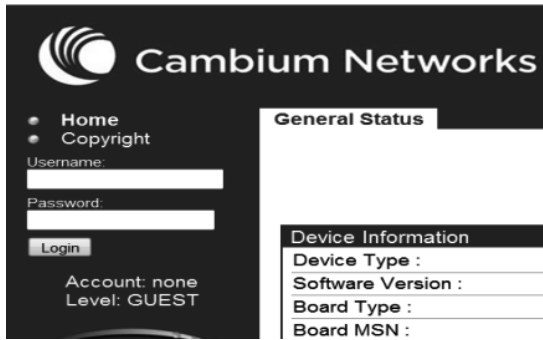 Cambium Networks
Home
Copyright
Username:
Password:
Login
Account: none
Level: GUEST
General Status
Device Information
Device Type :
Software Version :
Board Type :
Board MSN :